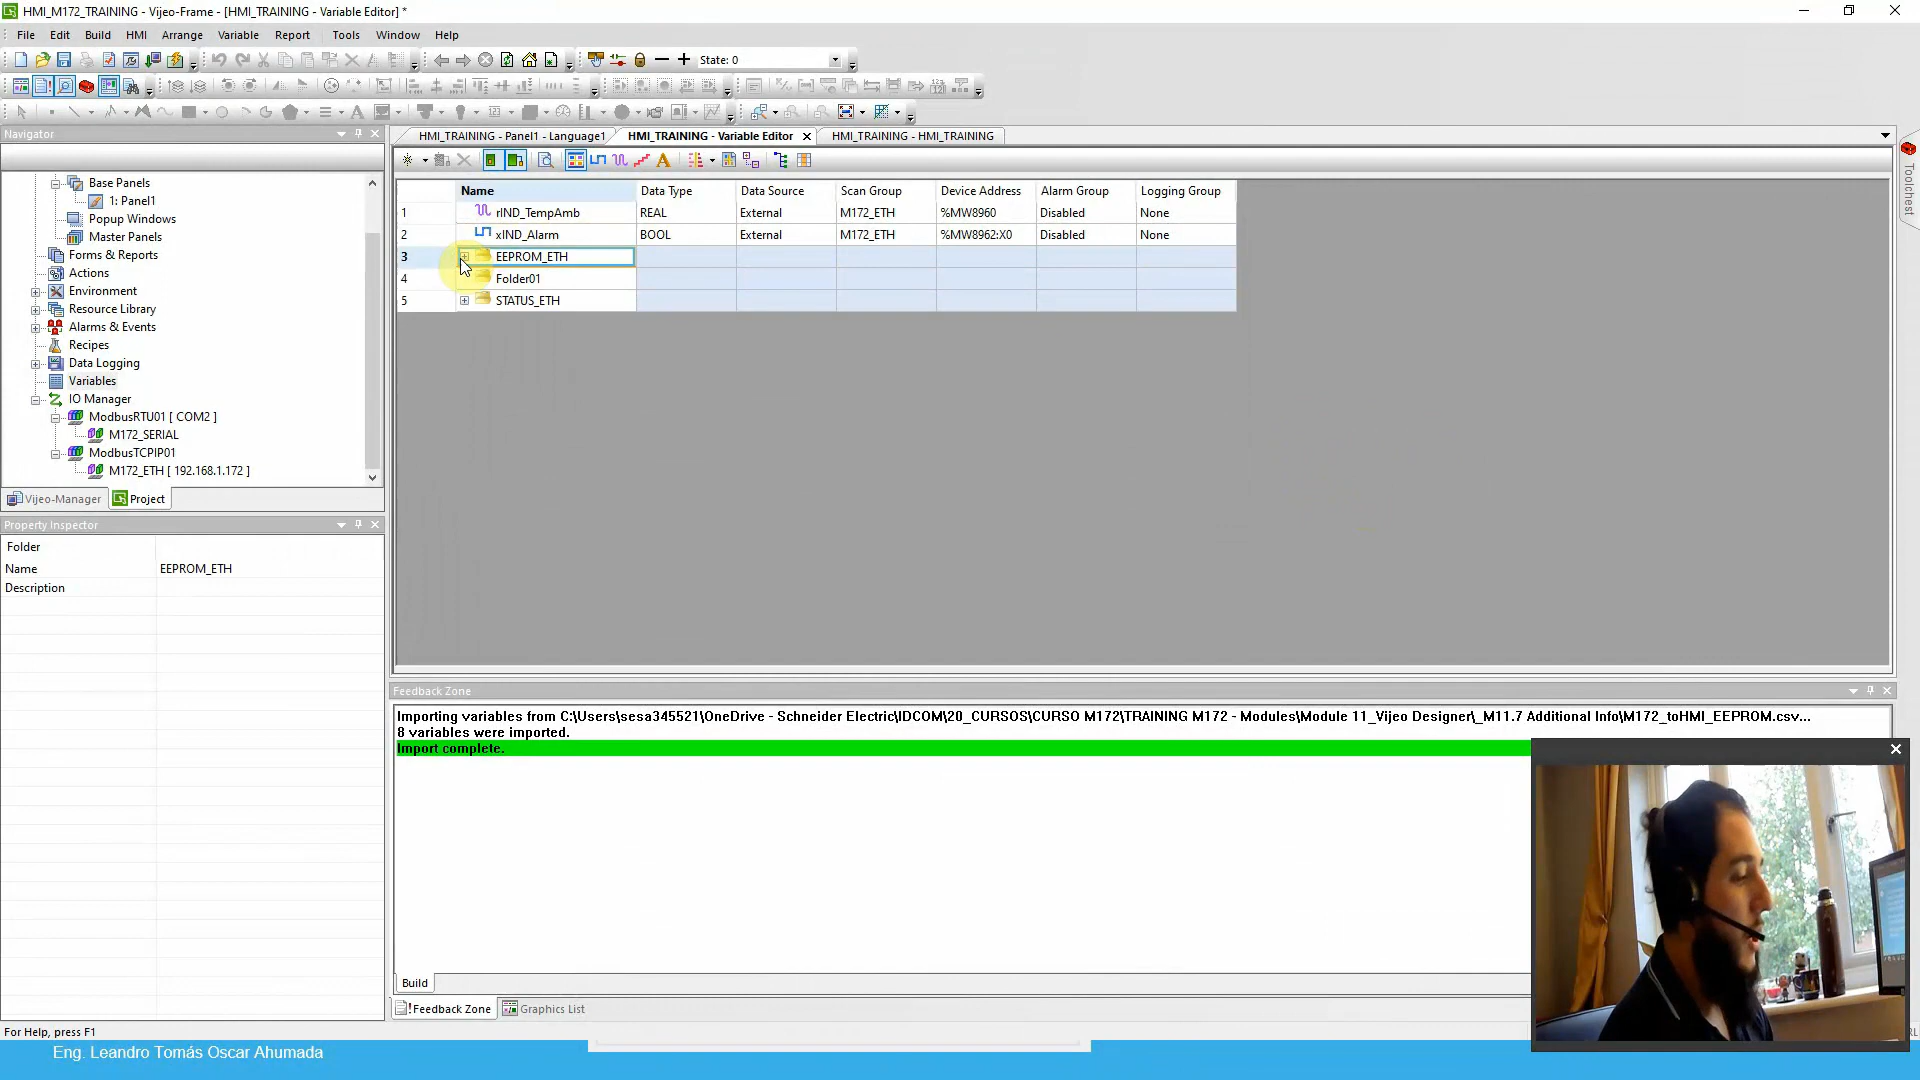 HMI_M172_TRAINING - Vijeo-Frame - [HMI_TRAINING - Variable Editor] *
File Edit Build HMI Arrange Variable Report Tools Window Help
State: 0
Navigator
HMI_TRAINING - Panel1 - Language1 HMI_TRAINING - Variable Editor HMI_TRAINING - HMI_TRAINING
Toolchest
Base Panels
1: Panel1
Popup Windows
Master Panels
Forms & Reports
Actions
Environment
Resource Library
Alarms & Events
Recipes
Data Logging
Variables
IO Manager
ModbusRTU01 [ COM2 ]
M172_SERIAL
ModbusTCPIP01
M172_ETH [ 192.168.1.172 ]
Vijeo-Manager Project
Name Data Type Data Source Scan Group Device Address Alarm Group Logging Group
1 rIND_TempAmb REAL External M172_ETH %MW8960 Disabled None
2 xIND_Alarm BOOL External M172_ETH %MW8962:X0 Disabled None
3 EEPROM_ETH
4 Folder01
5 STATUS_ETH
Property Inspector
Folder
Name EEPROM_ETH
Description
Feedback Zone
Importing variables from C:\Users\sesa345521\OneDrive - Schneider Electric\IDCOM\20_CURSOS\CURSO M172\TRAINING M172 - Modules\Module 11_Vijeo Designer\_M11.7 Additional Info\M172_toHMI_EEPROM.csv...
8 variables were imported.
Import complete.
Build
Feedback Zone Graphics List
For Help, press F1
Eng. Leandro Tomás Oscar Ahumada